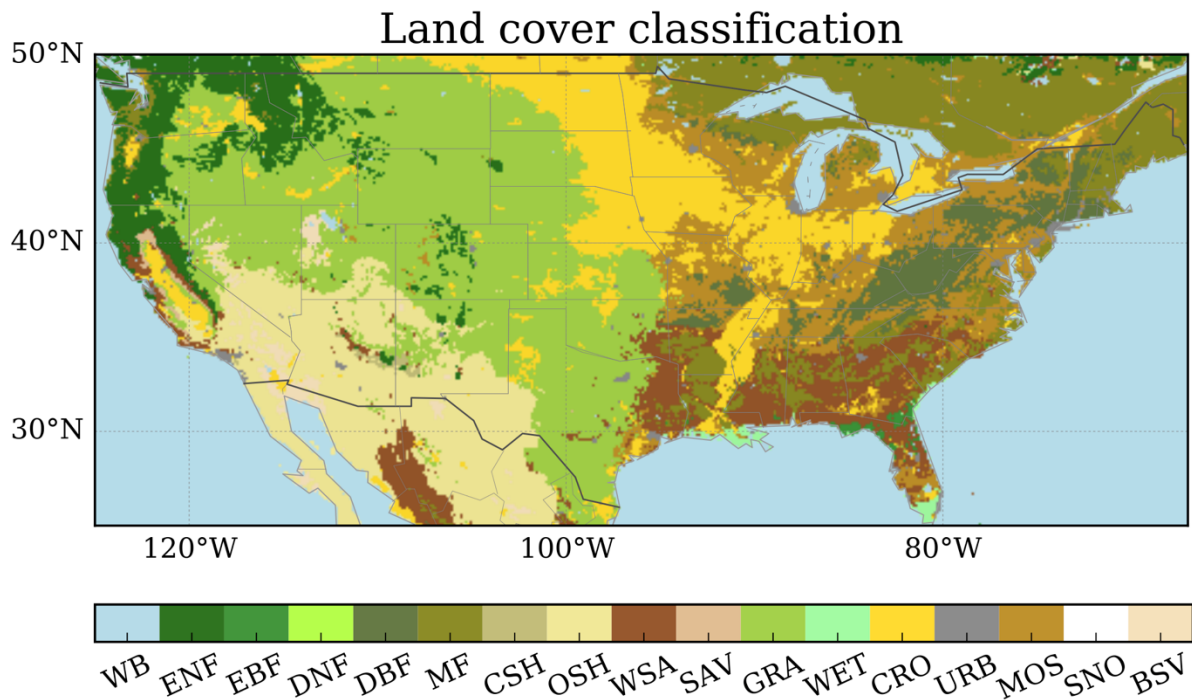 Land cover classification
50°N
40°N
30°N
120°W 100°W 80°W
WB ENF EBF DNF DBF MF CSH OSH WSA SAV GRA WET CRO URB MOS SNO BSV